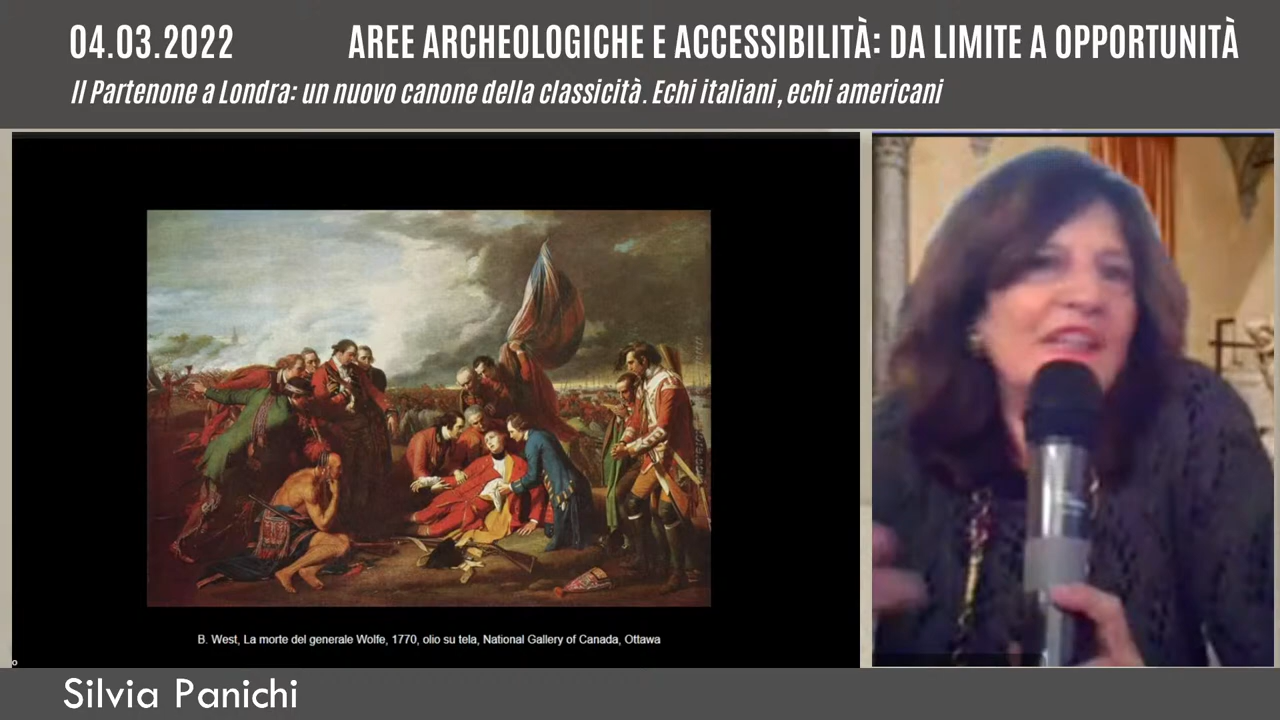 04.03.2022
AREE ARCHEOLOGICHE E ACCESSIBILITÀ: DA LIMITE A OPPORTUNITÀ
Il Partenone a Londra: un nuovo canone della classicità. Echi italiani, echi americani
B. West, La morte del generale Wolfe, 1770, olio su tela, National Gallery of Canada, Ottawa
o
Silvia Panichi